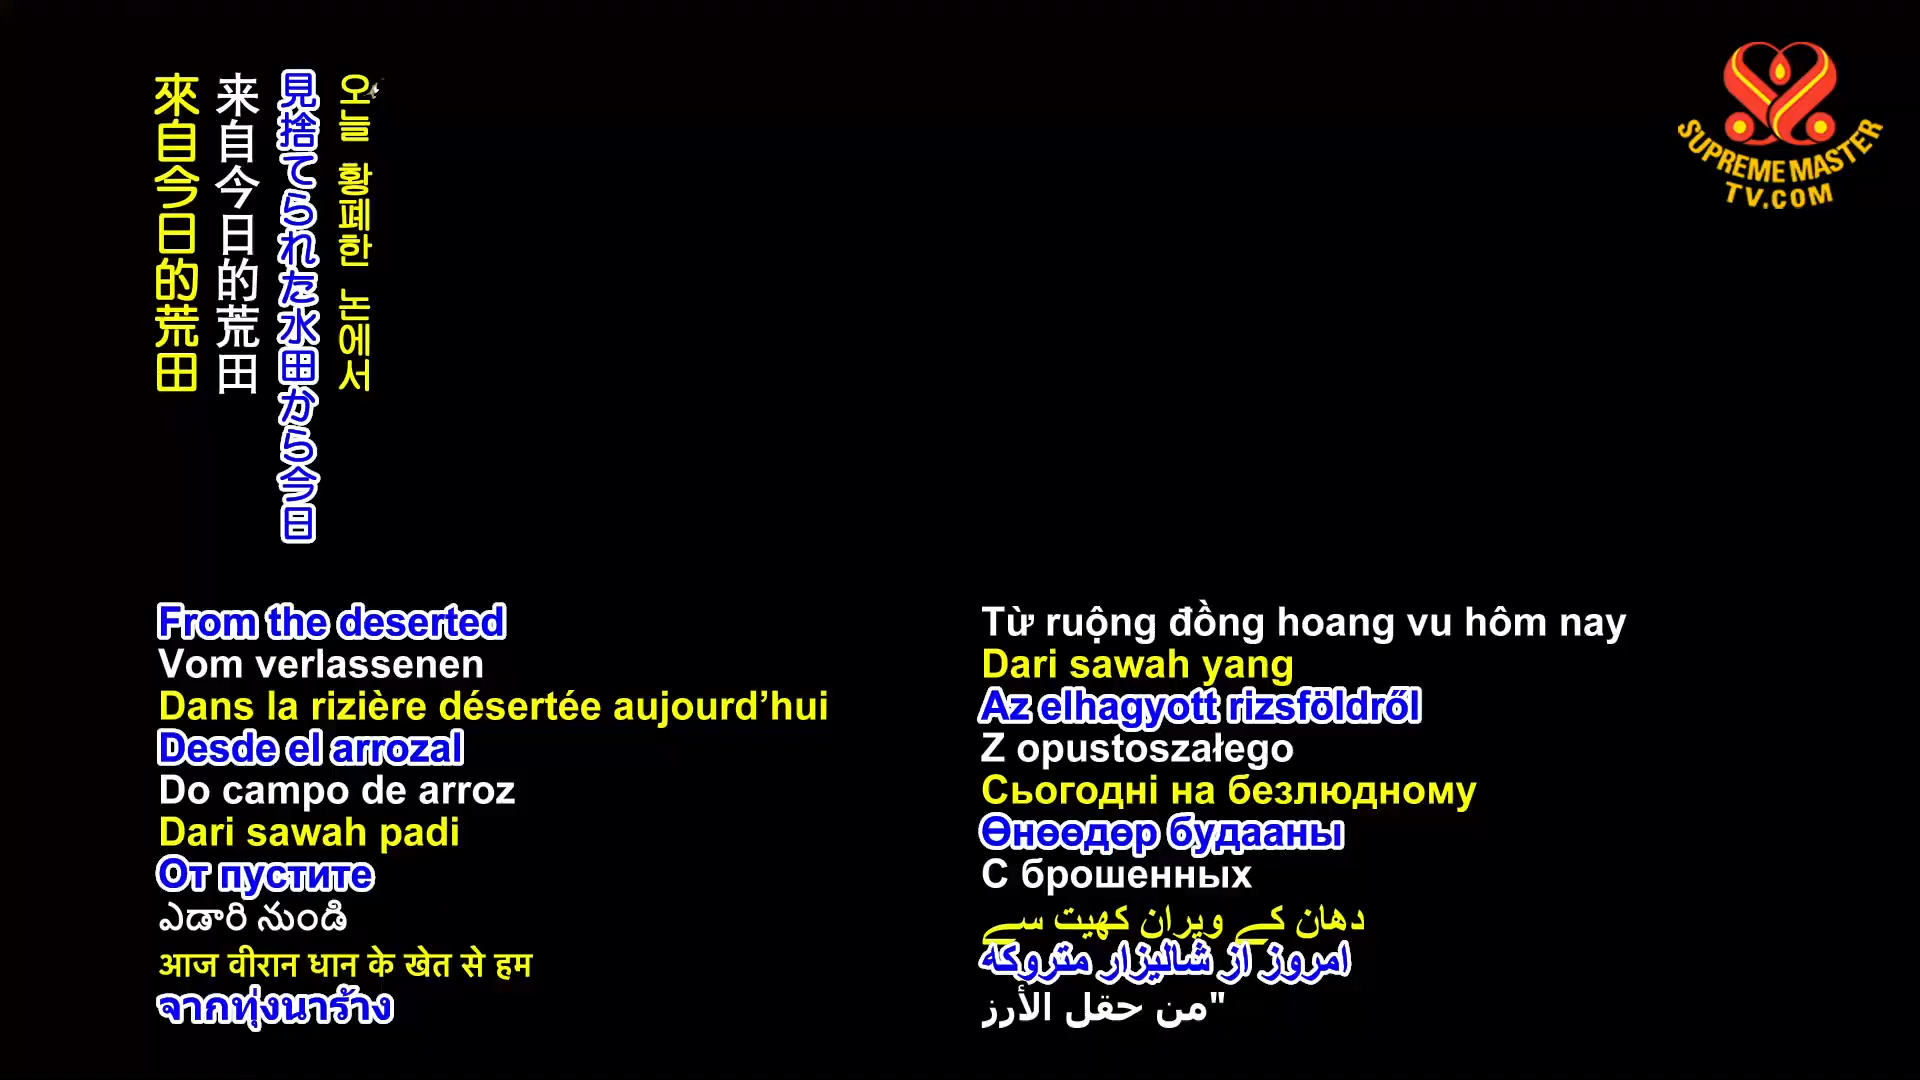 來自今日的荒田
来自今日的荒田
見捨てられた水田から今日
오늘 황폐한 논에서
SUPREME MASTER
TV.COM
From the deserted
Vom verlassenen
Dans la rizière désertée aujourd’hui
Desde el arrozal
Do campo de arroz
Dari sawah padi
От пустите
ఎడారి నుండి
आज वीरान धान के खेत से हम
จากทุ่งนาร้าง
Từ ruộng đồng hoang vu hôm nay
Dari sawah yang
Az elhagyott rizsföldről
Z opustoszałego
Сьогодні на безлюдному
Өнөөдөр будааны
С брошенных
دھان کے ویران کھیت سے
امروز از شالیزار متروکه
"من حقل الأرز